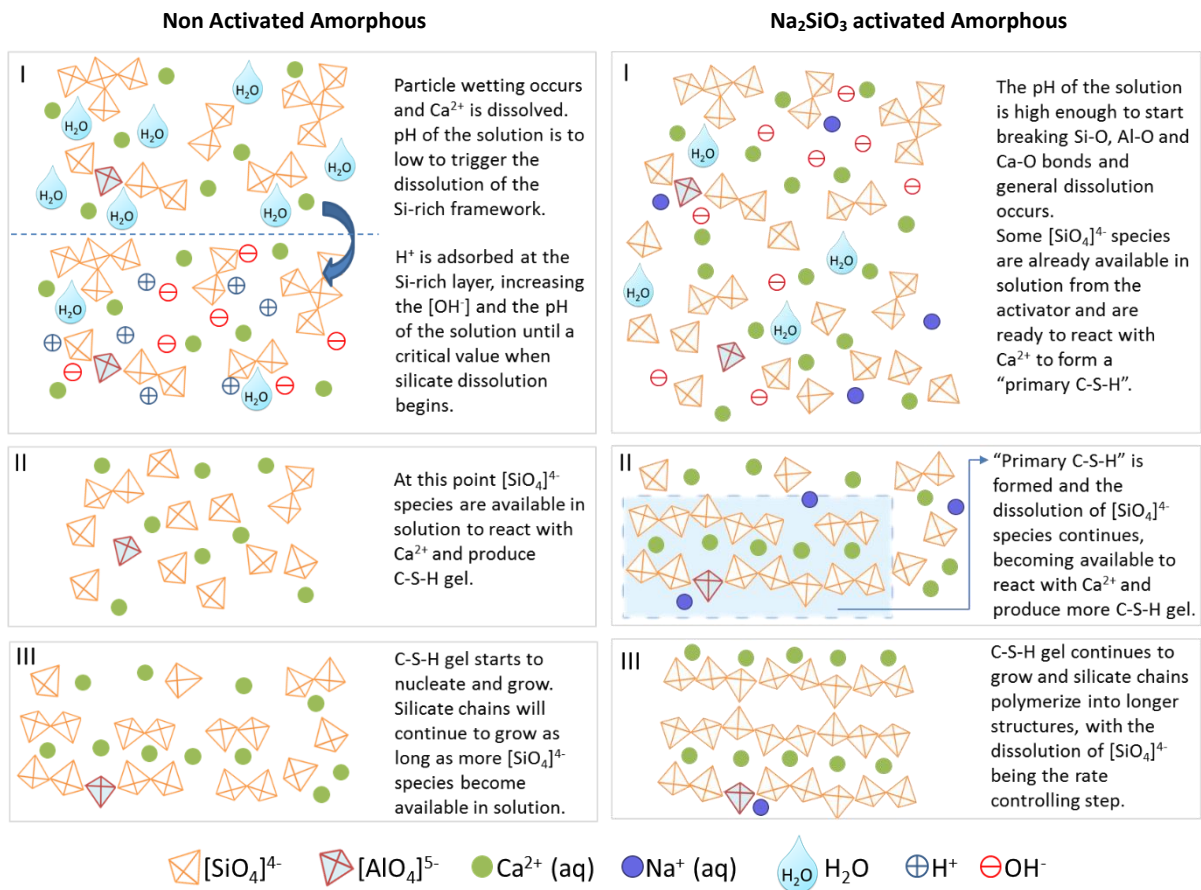 Non Activated Amorphous
I
H₂O
H₂O
H₂O
H₂O
H₂O
H₂O
H₂O
Particle wetting occurs
and Ca²⁺ is dissolved.
pH of the solution is to
low to trigger the
dissolution of the
Si-rich framework.
H₂O
H₂O
H⁺ is adsorbed at the
Si-rich layer, increasing
the [OH⁻] and the pH
of the solution until a
critical value when
silicate dissolution
begins.
II
At this point [SiO₄]⁴⁻
species are available in
solution to react with
Ca²⁺ and produce
C-S-H gel.
III
C-S-H gel starts to
nucleate and grow.
Silicate chains will
continue to grow as
long as more [SiO₄]⁴⁻
species become
available in solution.
Na₂SiO₃ activated Amorphous
I
H₂O
H₂O
H₂O
H₂O
The pH of the solution
is high enough to start
breaking Si-O, Al-O and
Ca-O bonds and
general dissolution
occurs.
Some [SiO₄]⁴⁻ species
are already available in
solution from the
activator and are
ready to react with
Ca²⁺ to form a
“primary C-S-H”.
II
“Primary C-S-H” is
formed and the
dissolution of [SiO₄]⁴⁻
species continues,
becoming available to
react with Ca²⁺ and
produce more C-S-H gel.
III
C-S-H gel continues to
grow and silicate chains
polymerize into longer
structures, with the
dissolution of [SiO₄]⁴⁻
being the rate
controlling step.
[SiO₄]⁴⁻ [AlO₄]⁵⁻ Ca²⁺ (aq) Na⁺ (aq) H₂O H₂O H⁺ OH⁻